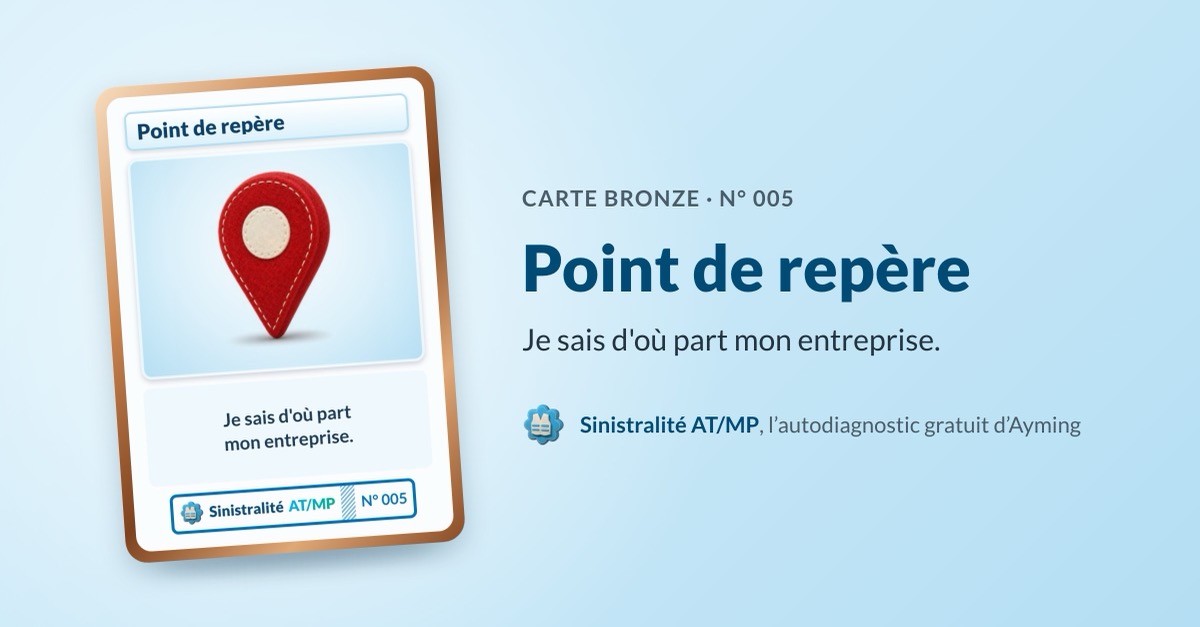 Point de repère
Je sais d'où part
mon entreprise.
Sinistralité AT/MP N° 005
CARTE BRONZE · N° 005
Point de repère
Je sais d'où part mon entreprise.
Sinistralité AT/MP, l’autodiagnostic gratuit d’Ayming